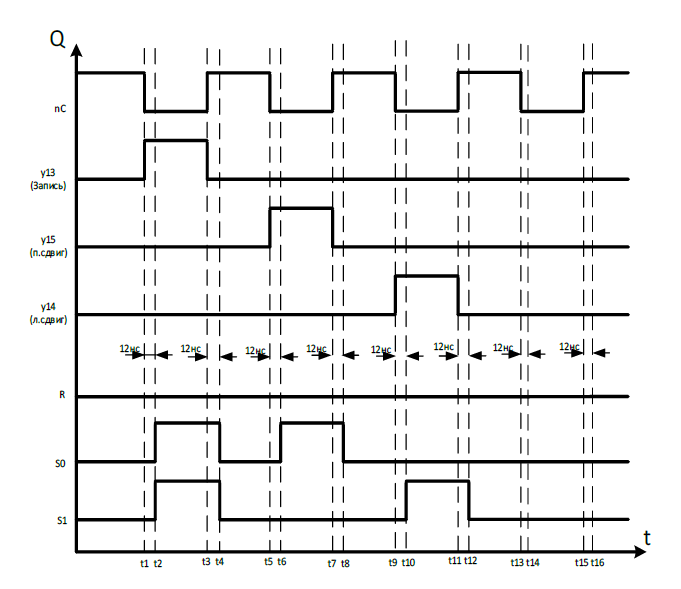 Q
nC
y13
(Запись)
y15
(п.сдвиг)
y14
(л.сдвиг)
12нс 12нс 12нс 12нс 12нс 12нс 12нс 12нс
R
S0
S1
t
t1 t2 t3 t4 t5 t6 t7 t8 t9 t10 t11 t12 t13 t14 t15 t16